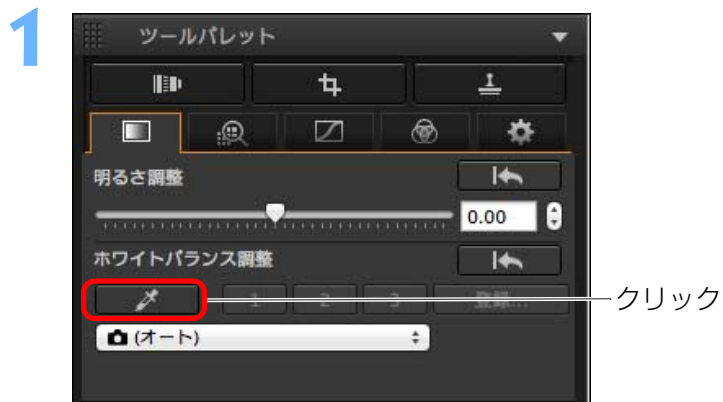 1
ツールパレット
明るさ調整
0.00
ホワイトバランス調整
1 2 3 登録...
クリック
(オート)